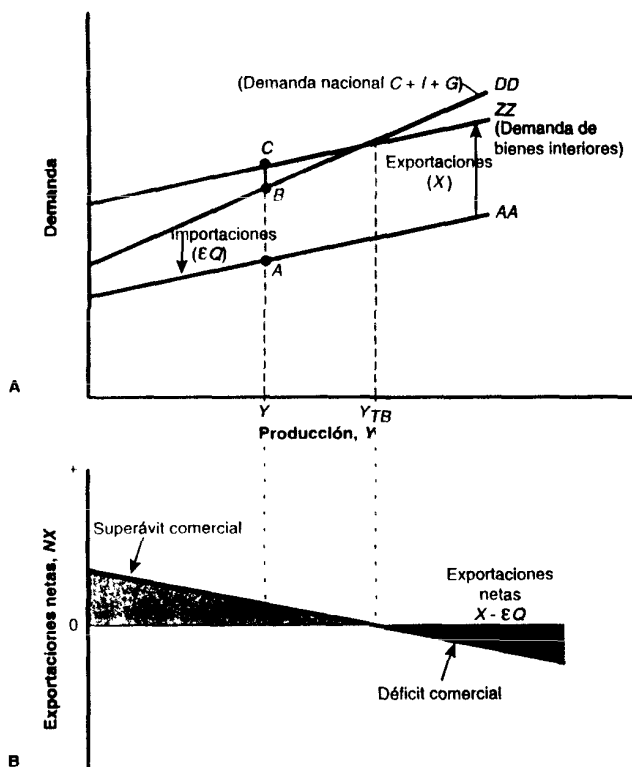 (Demanda nacional C + I + G)
DD
ZZ
(Demanda de
bienes interiores)
C
Exportaciones
(X)
B
AA
Importaciones
(εQ)
A
Demanda
A
Y
Y TB
Producción, Y
+
Superávit comercial
Exportaciones
netas
X - εQ
0
Déficit comercial
Exportaciones netas, NX
B